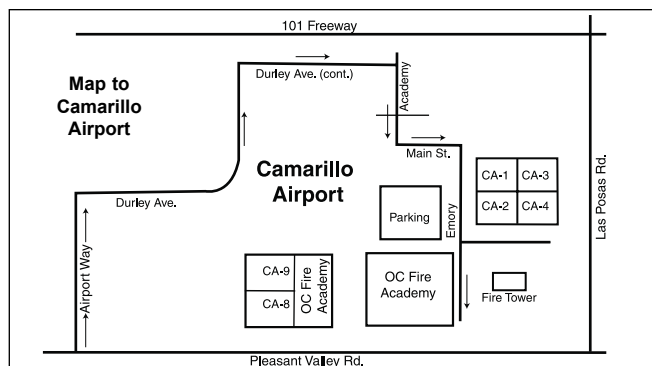 101 Freeway
Map to
Camarillo
Airport
Durley Ave. (cont.)
Academy
Main St.
Camarillo
Airport
CA-1
CA-3
CA-2
CA-4
Las Posas Rd.
Durley Ave.
Parking
Emory
Airport Way
CA-9
CA-8
OC Fire
Academy
OC Fire
Academy
Fire Tower
Pleasant Valley Rd.